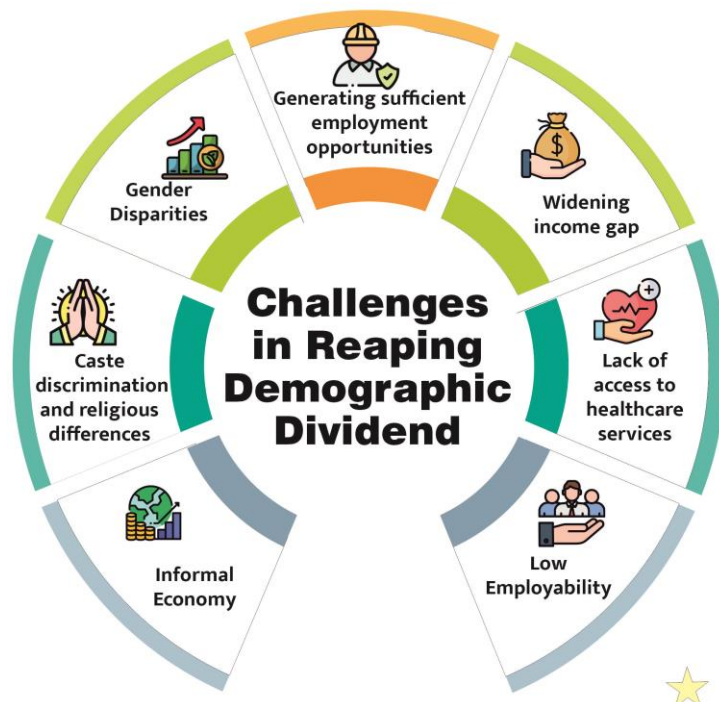 Challenges
in Reaping
Demographic
Dividend
Informal
Economy
Caste
discrimination
and religious
differences
Gender
Disparities
Generating sufficient
employment
opportunities
Widening
income gap
Lack of
access to
healthcare
services
Low
Employability